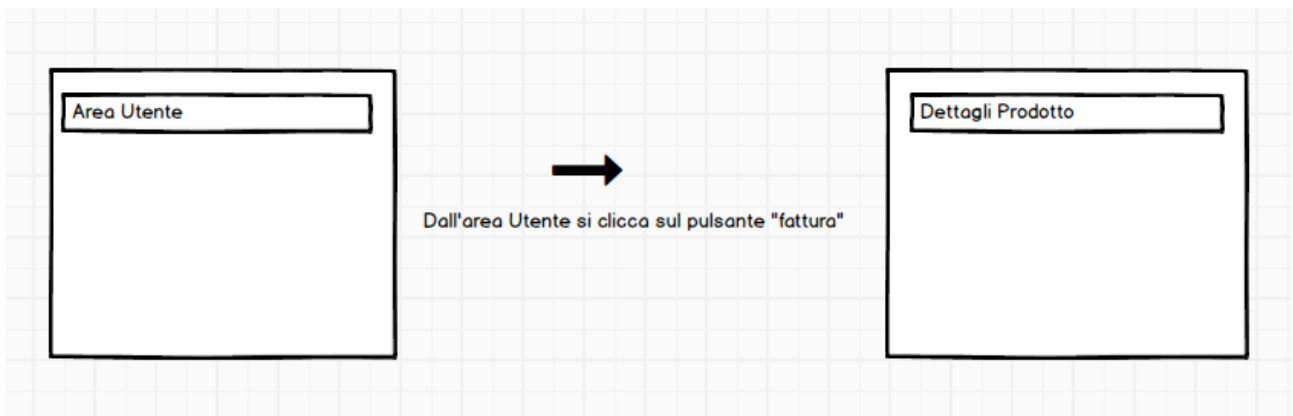 Area Utente
Dettagli Prodotto
Dall'area Utente si clicca sul pulsante "fattura"